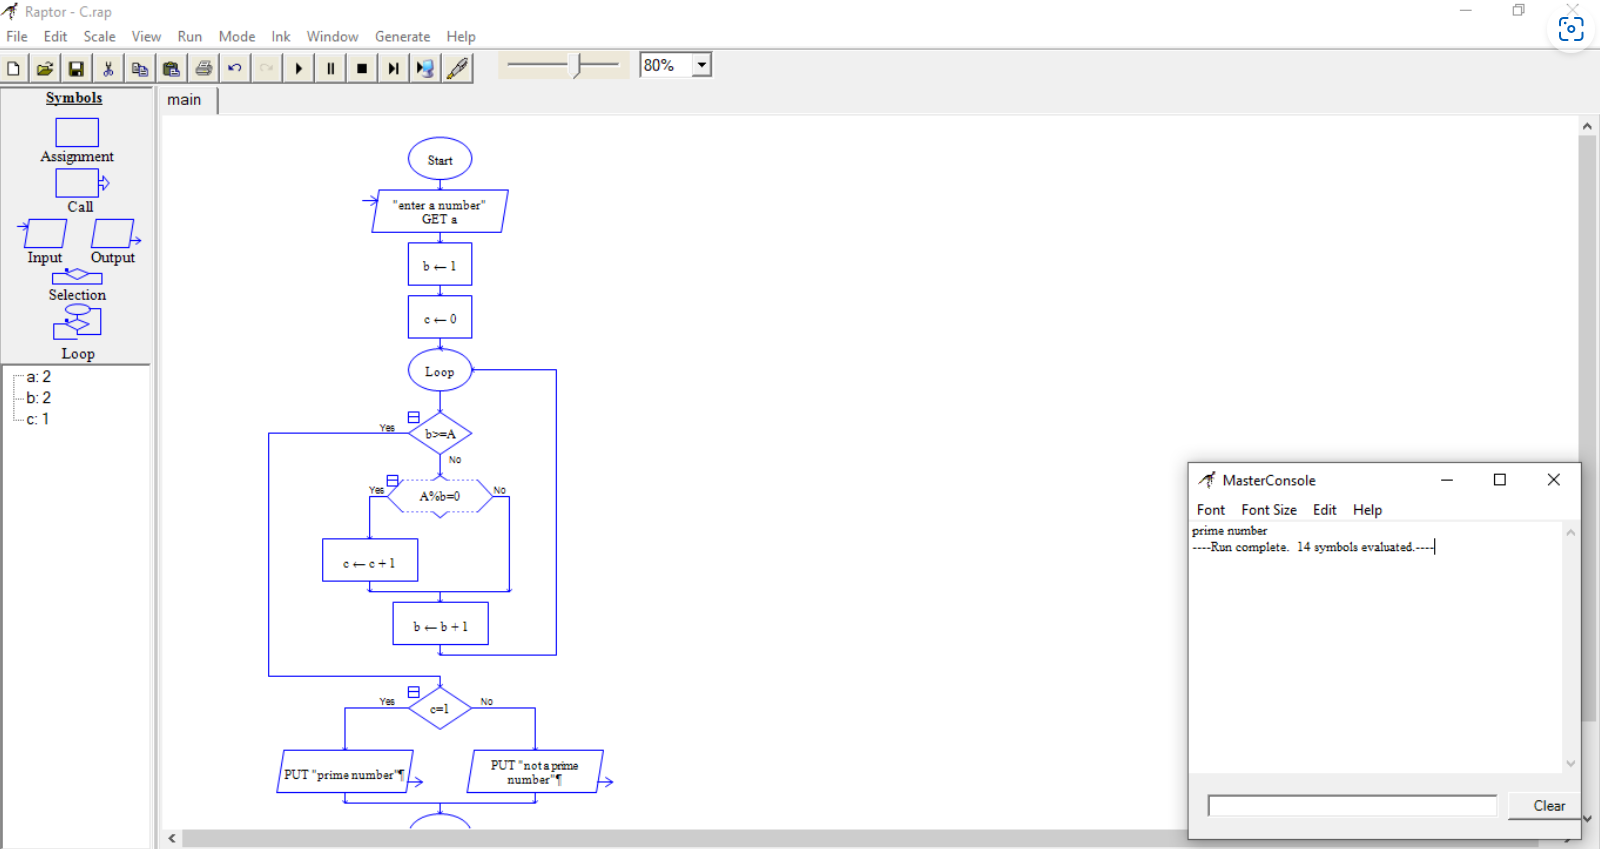 Raptor - C.rap
File Edit Scale View Run Mode Ink Window Generate Help
80%
Symbols
Assignment
Call
Input Output
Selection
Loop
a: 2
b: 2
c: 1
main
Start
"enter a number"
GET a
b ← 1
c ← 0
Loop
b>=A
Yes
No
A%b=0
Yes
No
c ← c + 1
b ← b + 1
c=1
Yes
No
PUT "prime number"¶
PUT "not a prime
number"¶
MasterConsole
Font Font Size Edit Help
prime number
----Run complete. 14 symbols evaluated.----
Clear